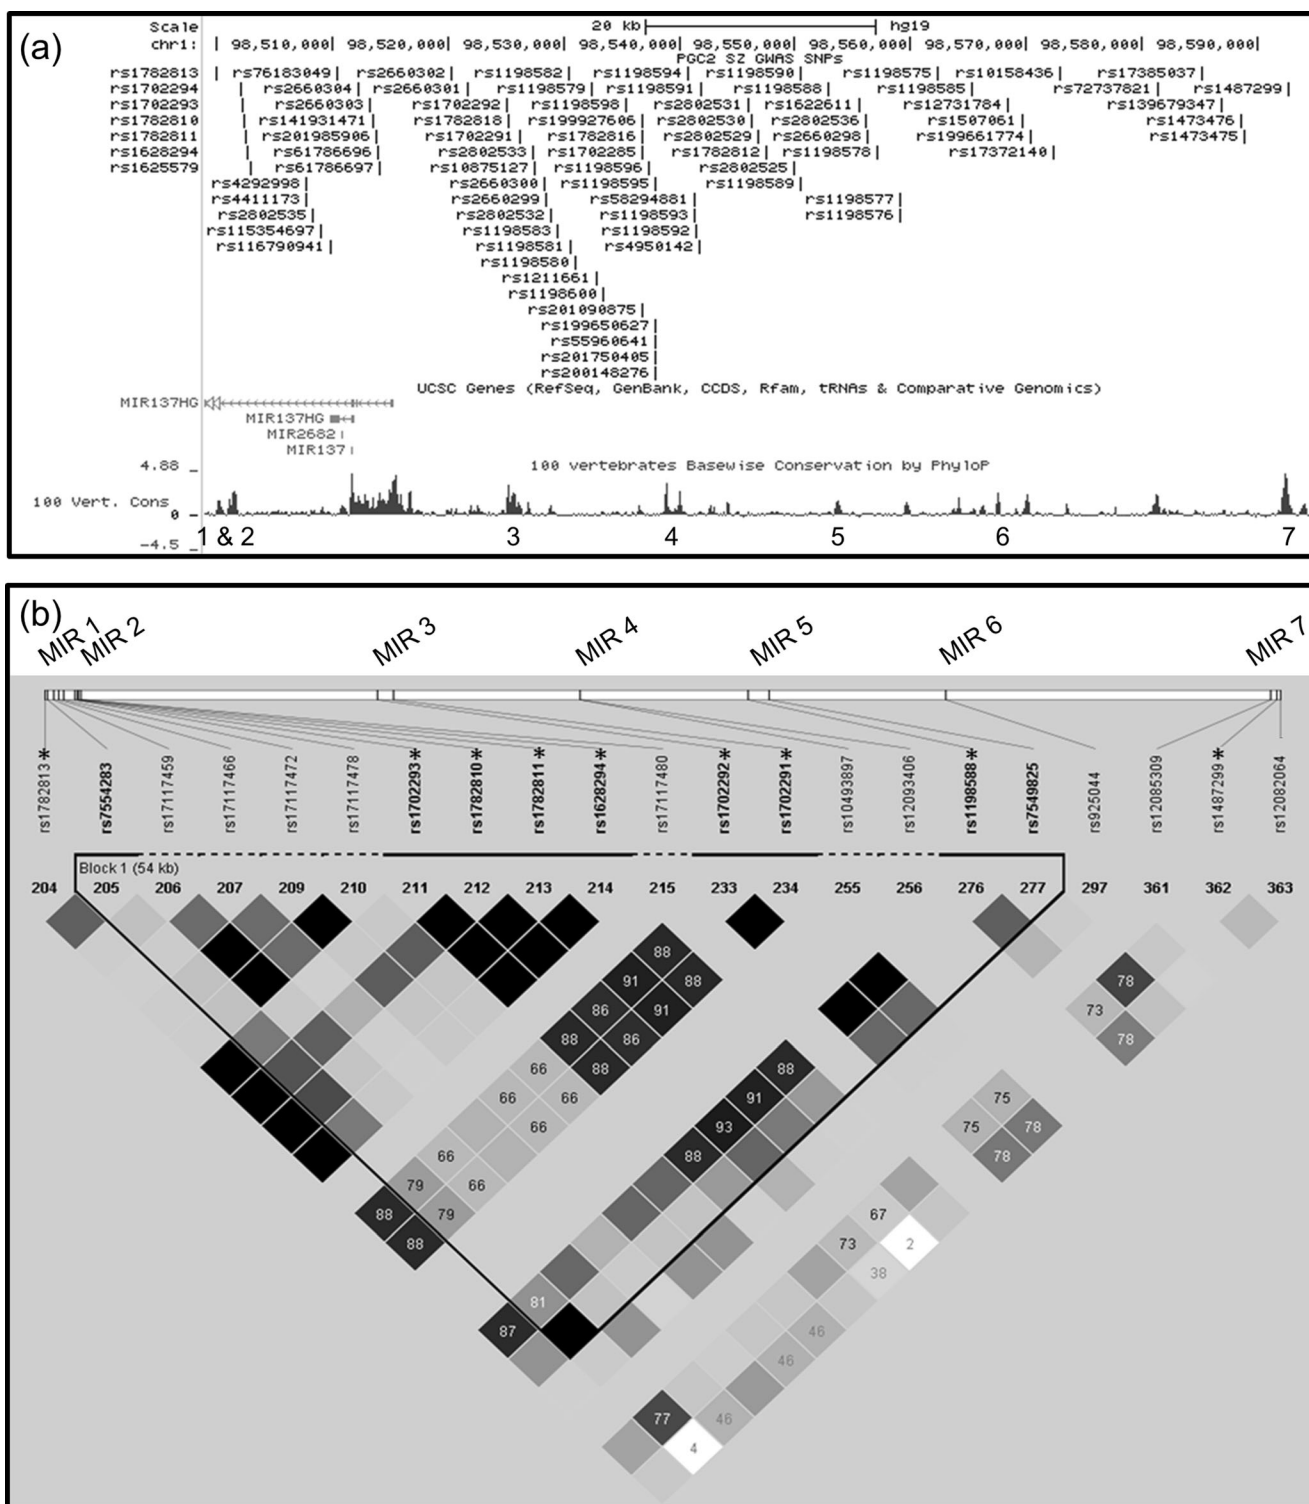 (a)
Scale 20 kb hg19
chr1: | 98,510,000| 98,520,000| 98,530,000| 98,540,000| 98,550,000| 98,560,000| 98,570,000| 98,580,000| 98,590,000|
PGC2 SZ GWAS SNPs
rs1782813 | rs76183049 | rs2660302 | rs1198582 | rs1198594 | rs1198590 | rs1198575 | rs10158436 | rs17385037 |
rs1702294 | rs2660304 | rs2660301 | rs1198579 | rs1198591 | rs1198588 | rs1198585 | rs72737821 | rs1487299 |
rs1702293 | rs2660303 | rs1702292 | rs1198598 | rs2802531 | rs1622611 | rs12731784 | rs139679347 |
rs1782810 | rs141931471 | rs1782818 | rs199927606 | rs2802530 | rs2802536 | rs1507061 | rs1473476 |
rs1782811 | rs201985906 | rs1702291 | rs1782816 | rs2802529 | rs2660298 | rs199661774 | rs1473475 |
rs1628294 | rs61786696 | rs2802533 | rs1702285 | rs1782812 | rs1198578 | rs17372140 |
rs1625579 | rs61786697 | rs10875127 | rs1198596 | rs2802525 |
rs4292998 | rs2660300 | rs1198595 | rs1198589 |
rs4411173 | rs2660299 | rs58294881 | rs1198577 |
rs2802535 | rs2802532 | rs1198593 | rs1198576 |
rs115354697 | rs1198583 | rs1198592 |
rs116790941 | rs1198581 | rs4950142 |
rs1198580 |
rs1211661 |
rs1198600 |
rs201090875 |
rs199650627 |
rs55960641 |
rs201750405 |
rs200148276 |
UCSC Genes (RefSeq, GenBank, CCDS, Rfam, tRNAs & Comparative Genomics)
MIR137HG
MIR137HG
MIR2682
MIR137
4.88 _ 100 vertebrates Basewise Conservation by PhyloP
100 Vert. Cons
0 _
-4.5 _
1 & 2 3 4 5 6 7
(b)
MIR 1 MIR 2 MIR 3 MIR 4 MIR 5 MIR 6 MIR 7
rs1782813 * rs7554283 rs17117459 rs17117466 rs17117472 rs17117478 rs1702293 * rs1782810 * rs1782811 * rs1628294 * rs17117480 rs1702292 * rs1702291 * rs10493897 rs12093406 rs1198588 * rs7549825 rs925044 rs12085309 rs1487299 * rs12082064
Block 1 (54 kb)
204 205 206 207 209 210 211 212 213 214 215 233 234 255 256 276 277 297 361 362 363
88
91 88 78
86 91 73
88 86 78
88
66 88
66 66 91 75
66 93 75 78
66 88 78
79 66
88 79 67
88 73 2
38
81
87 46
46
77 46
4